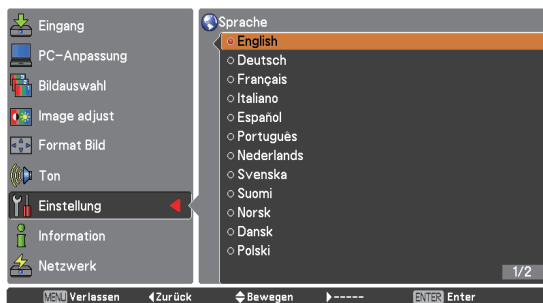 Eingang
PC-Anpassung
Bildauswahl
Image adjust
Format Bild
Ton
Einstellung
Information
Netzwerk
Sprache
English
Deutsch
Français
Italiano
Español
Português
Nederlands
Svenska
Suomi
Norsk
Dansk
Polski
1/2
MENU Verlassen Zurück Bewegen ----- ENTER Enter